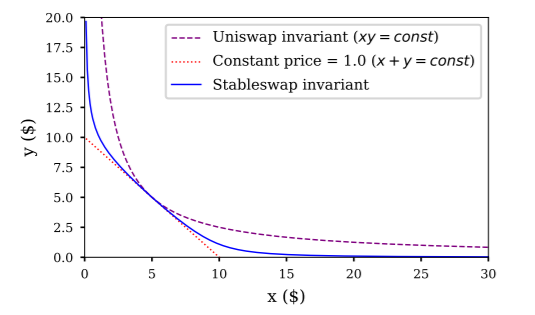 20.0
17.5
15.0
12.5
10.0
7.5
5.0
2.5
0.0
y ($)
Uniswap invariant (xy = const)
Constant price = 1.0 (x + y = const)
Stableswap invariant
0 5 10 15 20 25 30
x ($)